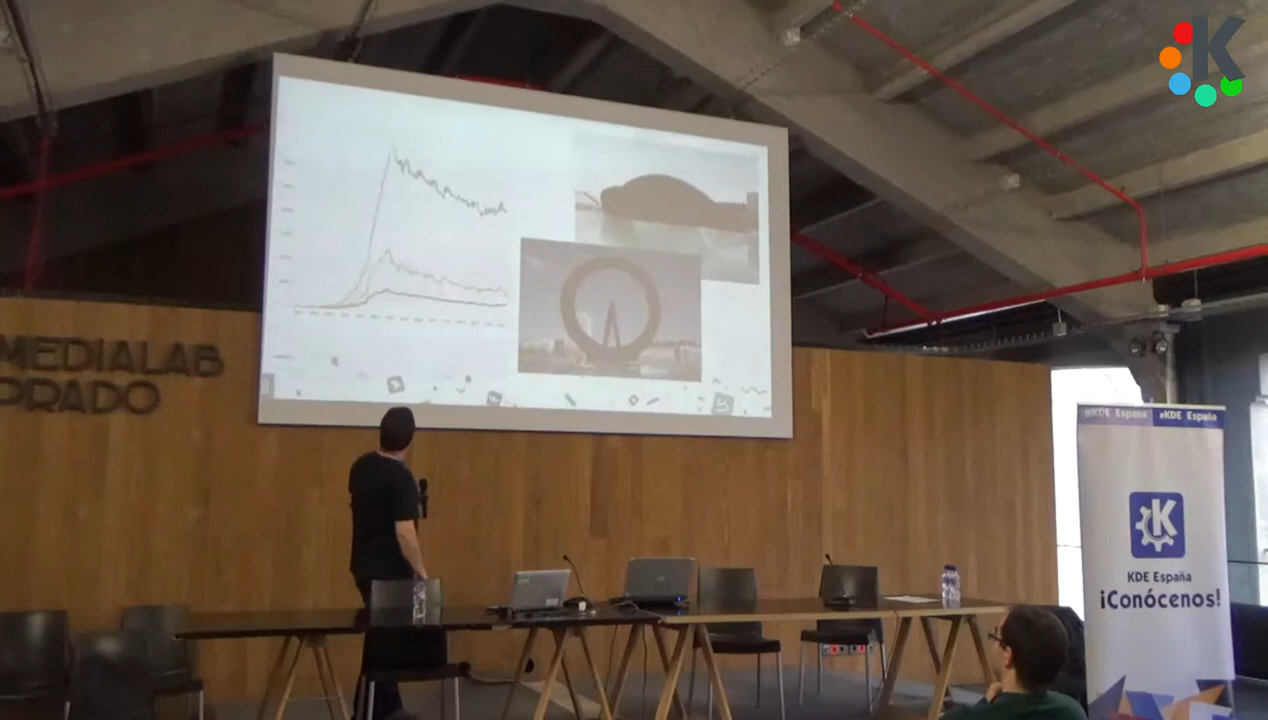 MEDIALAB
PRADO
@KDE España
#KDE España
K
KDE España
¡Conócenos!